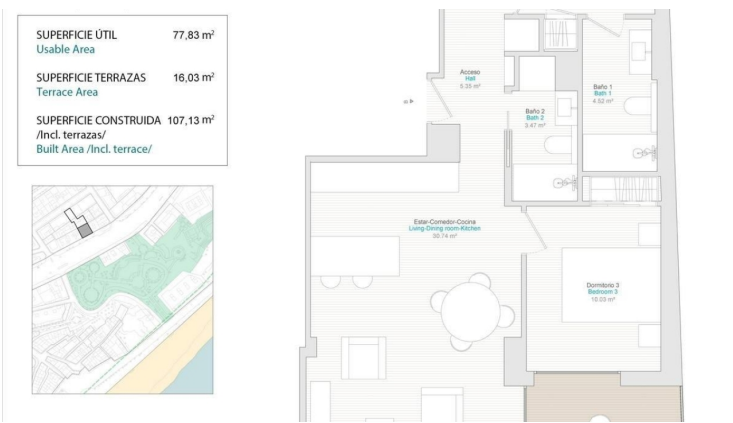 SUPERFICIE ÚTIL 77,83 m²
Usable Area
SUPERFICIE TERRAZAS 16,03 m²
Terrace Area
SUPERFICIE CONSTRUIDA 107,13 m²
/Incl. terrazas/
Built Area /Incl. terrace/
Acceso
Hall
5.35 m²
Baño 1
Bath 1
4.52 m²
Baño 2
Bath 2
3.47 m²
Estar-Comedor-Cocina
Living-Dining room-Kitchen
30.74 m²
Dormitorio 3
Bedroom 3
10.03 m²